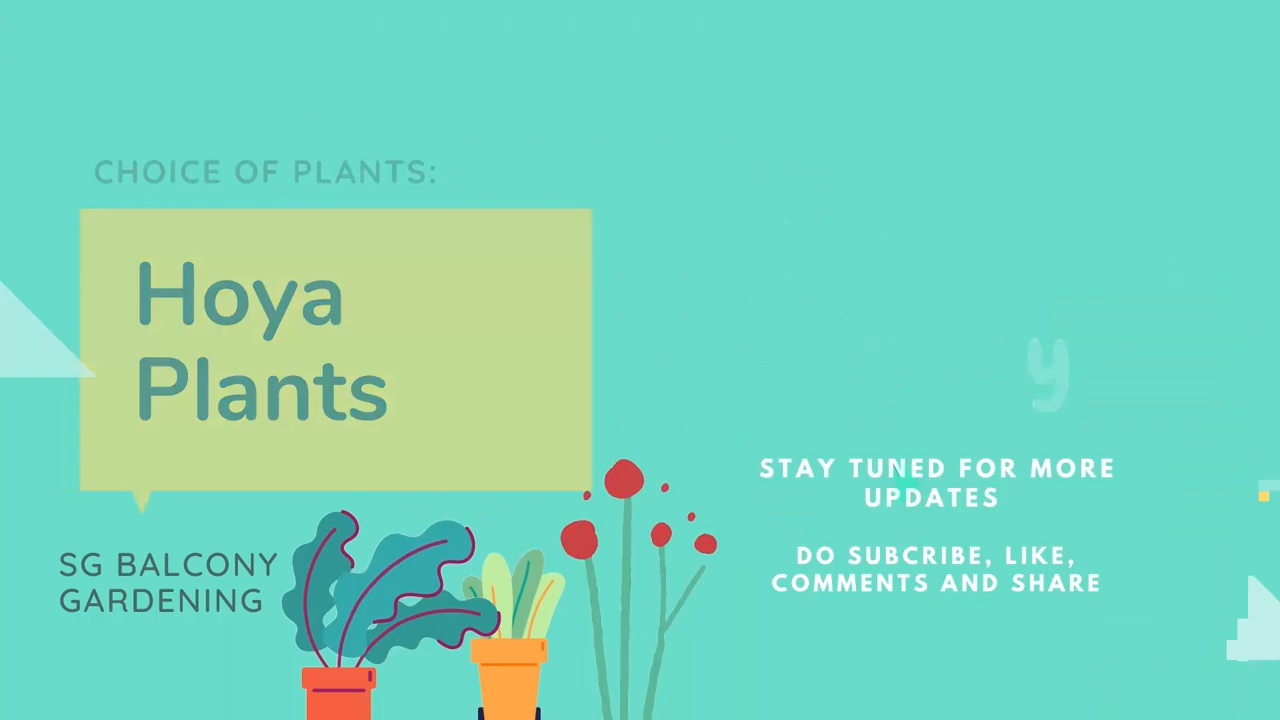 CHOICE OF PLANTS:
Hoya
Plants
SG BALCONY
GARDENING
y
STAY TUNED FOR MORE
UPDATES
DO SUBCRIBE, LIKE,
COMMENTS AND SHARE